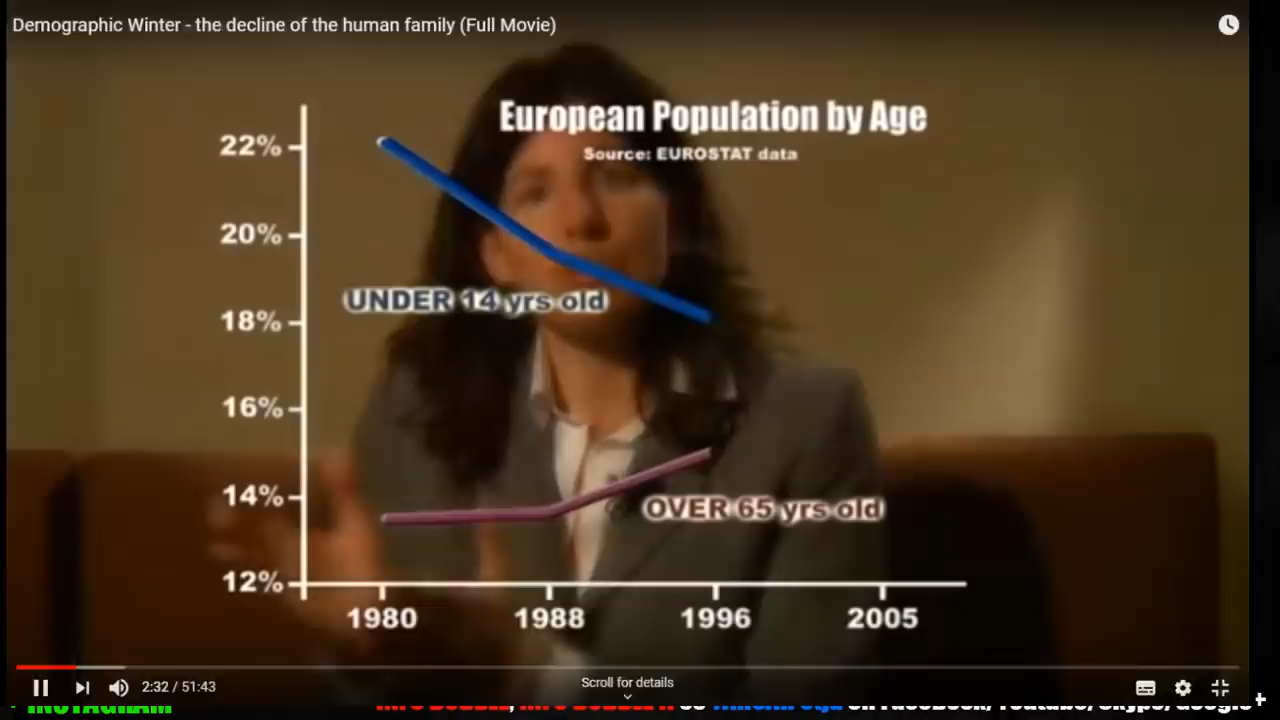 Demographic Winter - the decline of the human family (Full Movie)
European Population by Age
Source: EUROSTAT data
22%
20%
UNDER 14 yrs old
18%
16%
14%
OVER 65 yrs old
12%
1980 1988 1996 2005
Scroll for details
2:32 / 51:43
INSTAGRAM